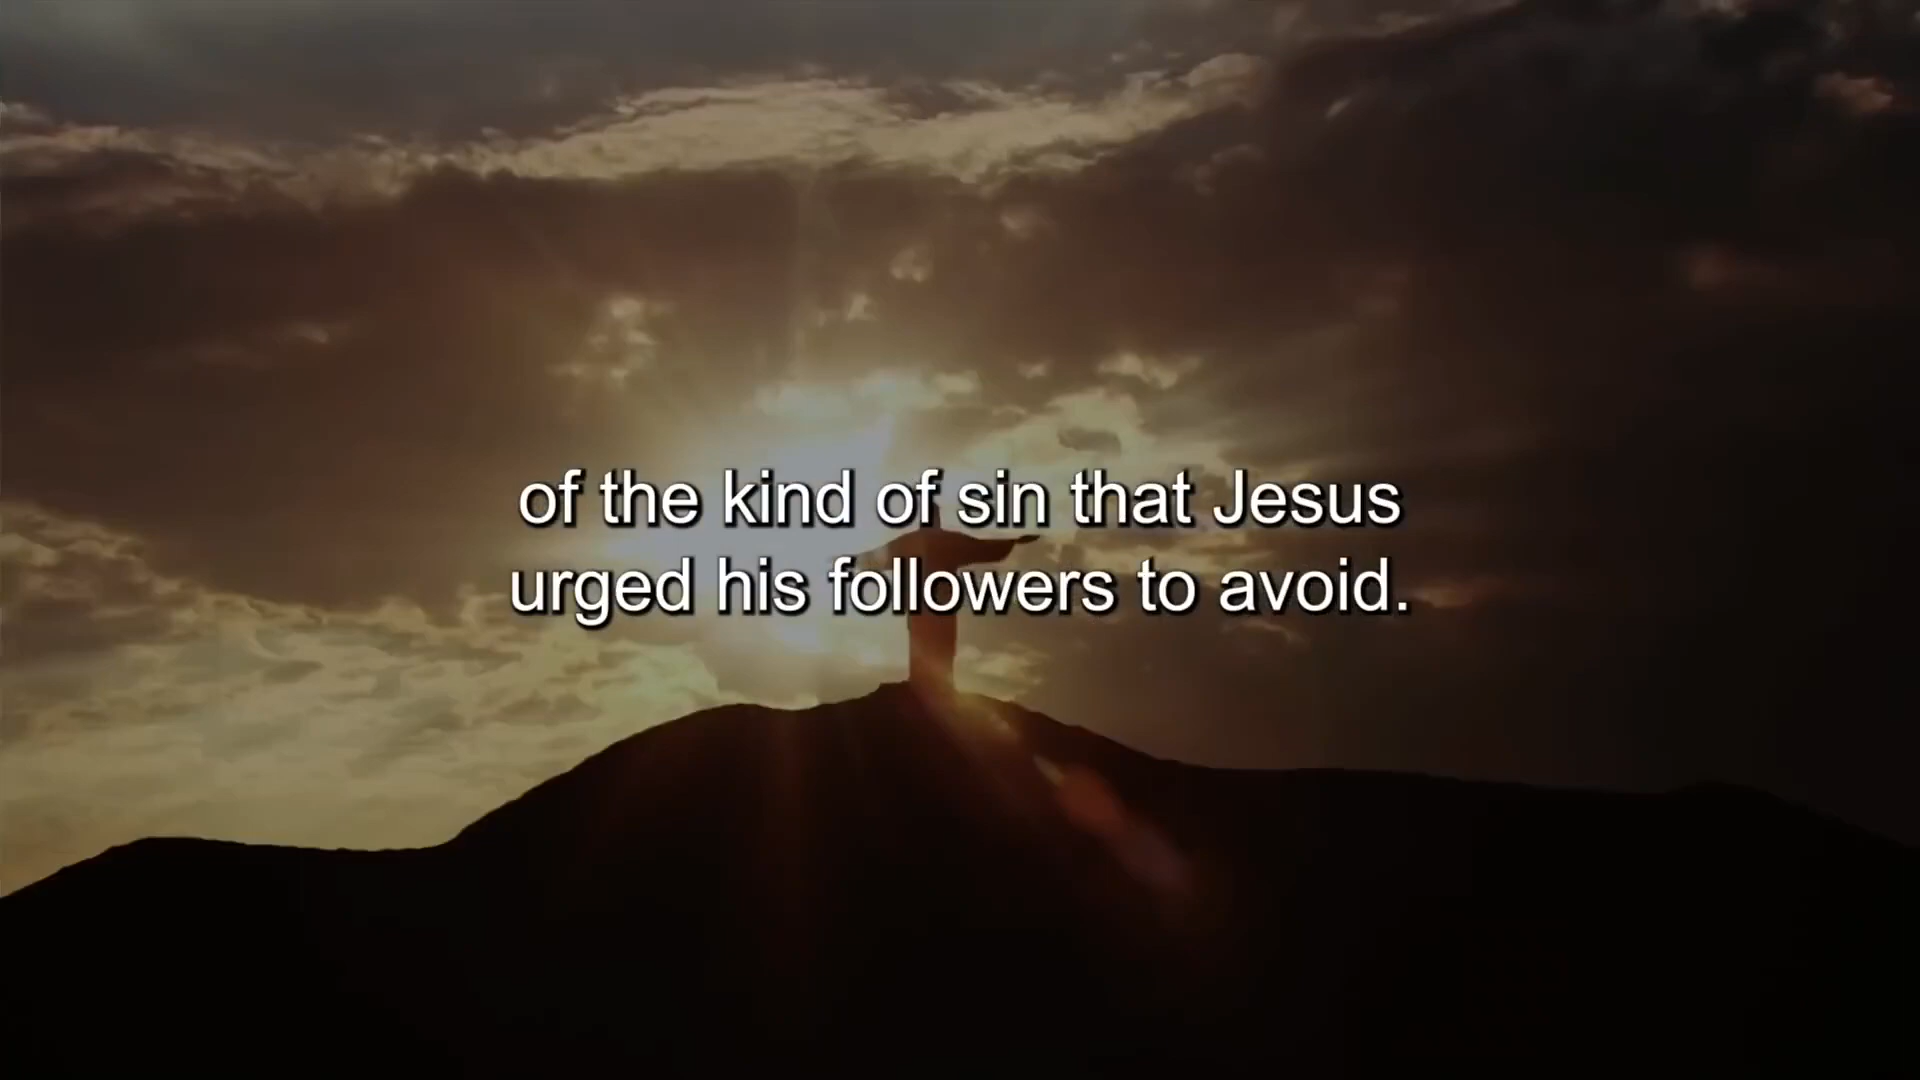 of the kind of sin that Jesus
urged his followers to avoid.